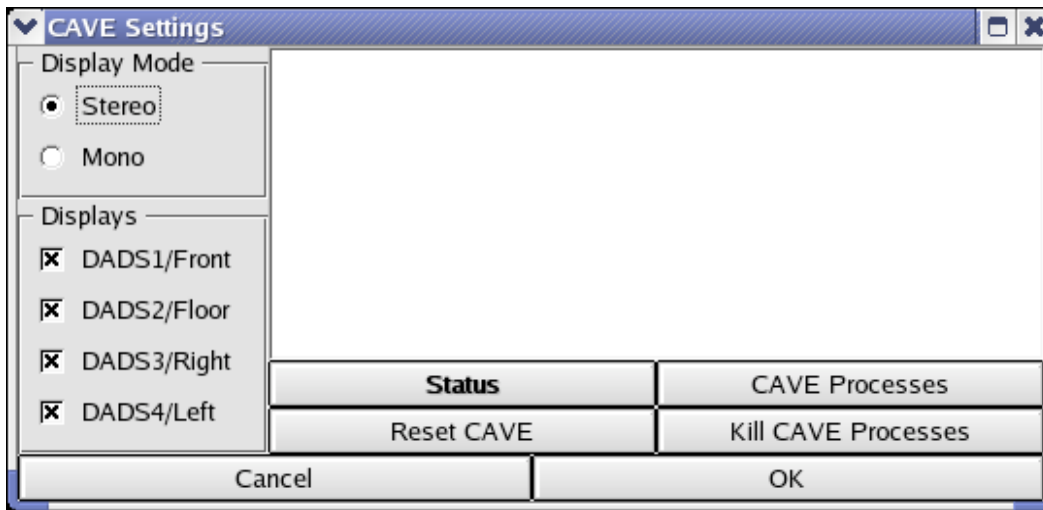 CAVE Settings
Display Mode
Stereo
Mono
Displays
DADS1/Front
DADS2/Floor
DADS3/Right
DADS4/Left
Status
CAVE Processes
Reset CAVE
Kill CAVE Processes
Cancel
OK